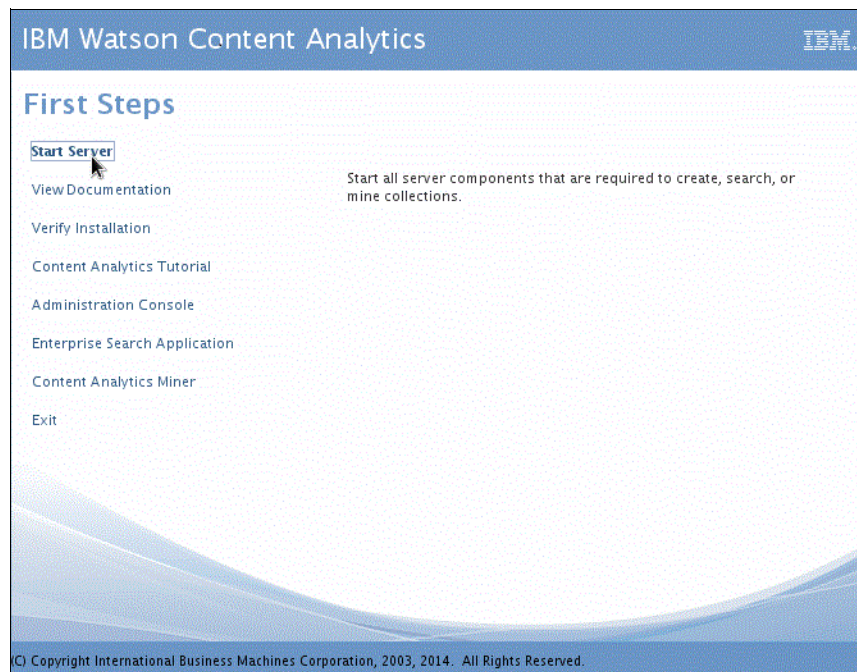 IBM Watson Content Analytics
IBM.
First Steps
Start Server
View Documentation
Start all server components that are required to create, search, or
mine collections.
Verify Installation
Content Analytics Tutorial
Administration Console
Enterprise Search Application
Content Analytics Miner
Exit
(C) Copyright International Business Machines Corporation, 2003, 2014. All Rights Reserved.